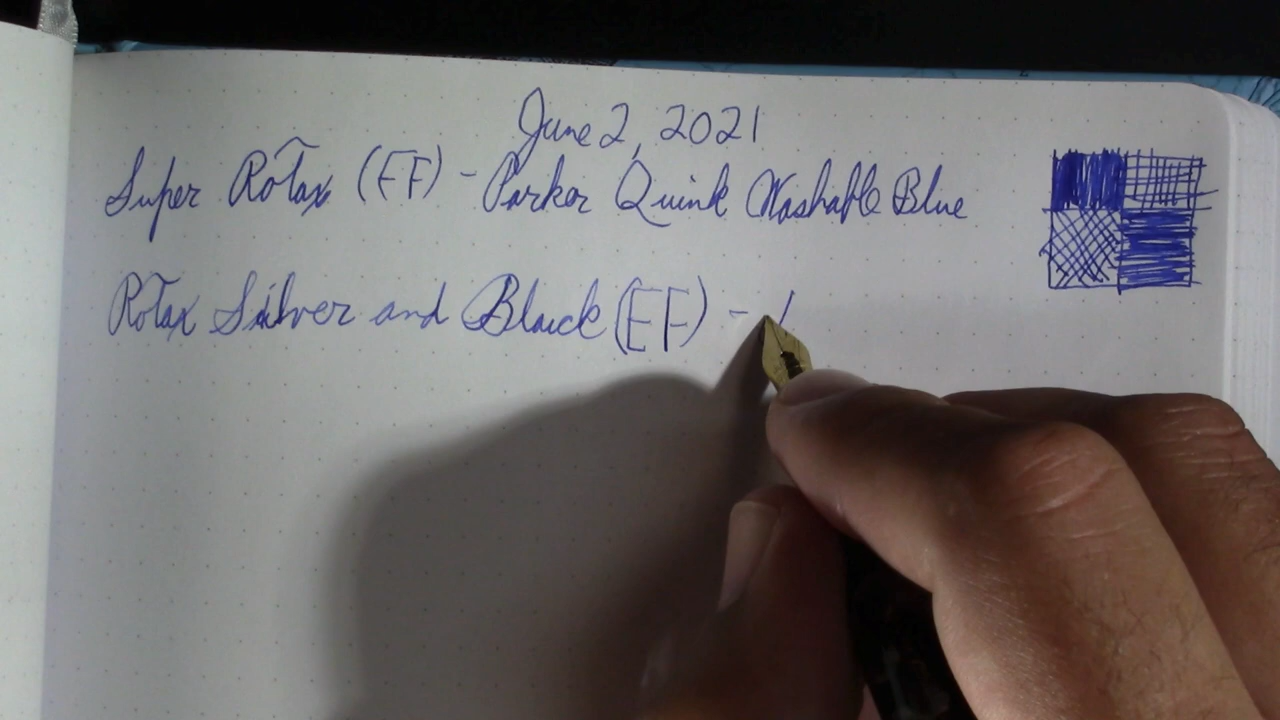 June 2, 2021
Super Rotax (EF) - Parker Quink Washable Blue
Rotax Silver and Black (EF) -